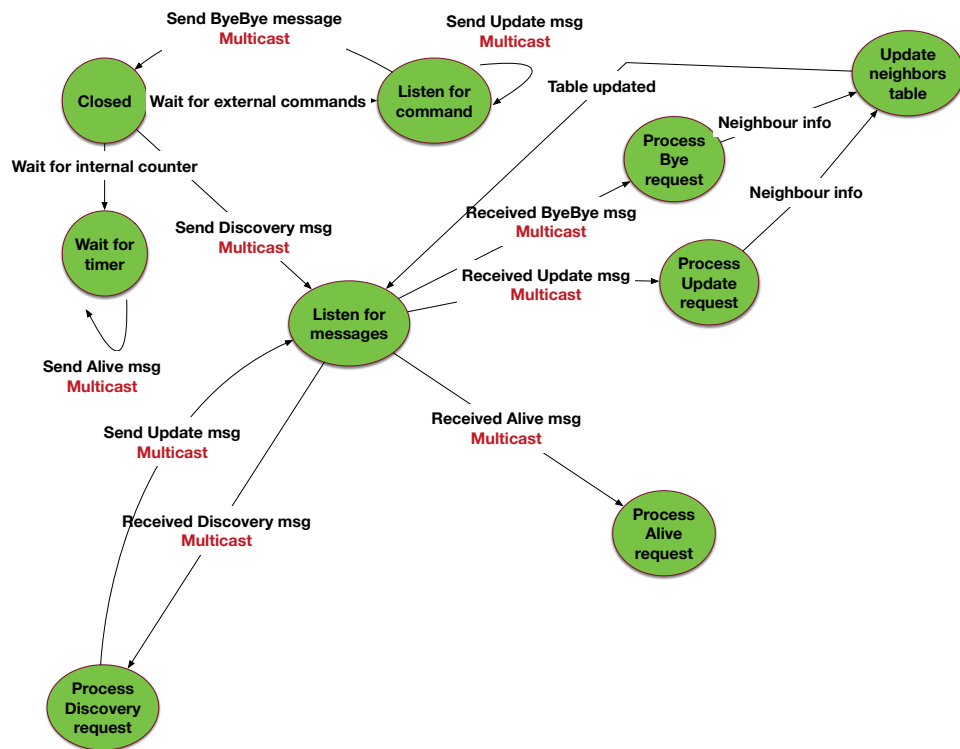 Send ByeBye message
Multicast
Send Update msg
Multicast
Closed
Wait for external commands
Listen for
command
Table updated
Update
neighbors
table
Neighbour info
Process
Bye
request
Wait for internal counter
Neighbour info
Wait for
timer
Send Discovery msg
Multicast
Received ByeBye msg
Multicast
Received Update msg
Multicast
Process
Update
request
Listen for
messages
Send Alive msg
Multicast
Send Update msg
Multicast
Received Alive msg
Multicast
Received Discovery msg
Multicast
Process
Alive
request
Process
Discovery
request